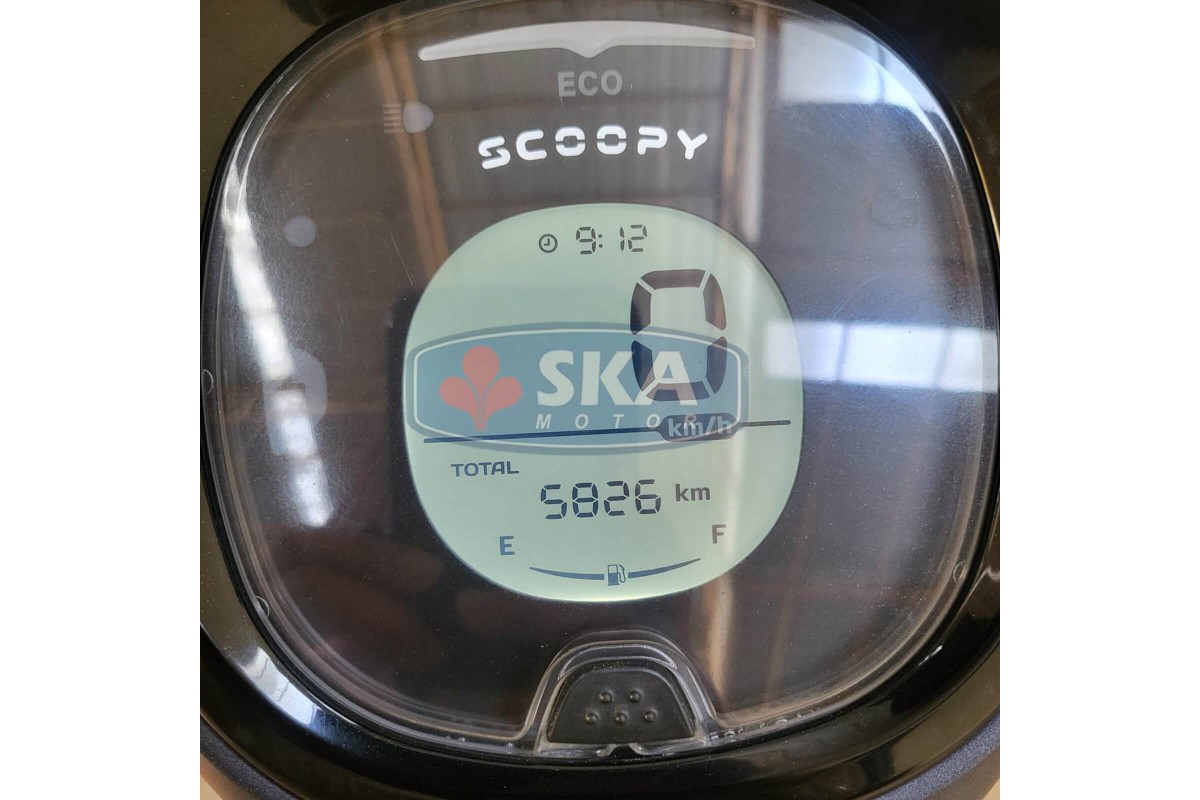 ECO
SCOOPY
9:12
0
SKA
MOTOR
km/h
TOTAL
5826 km
E F